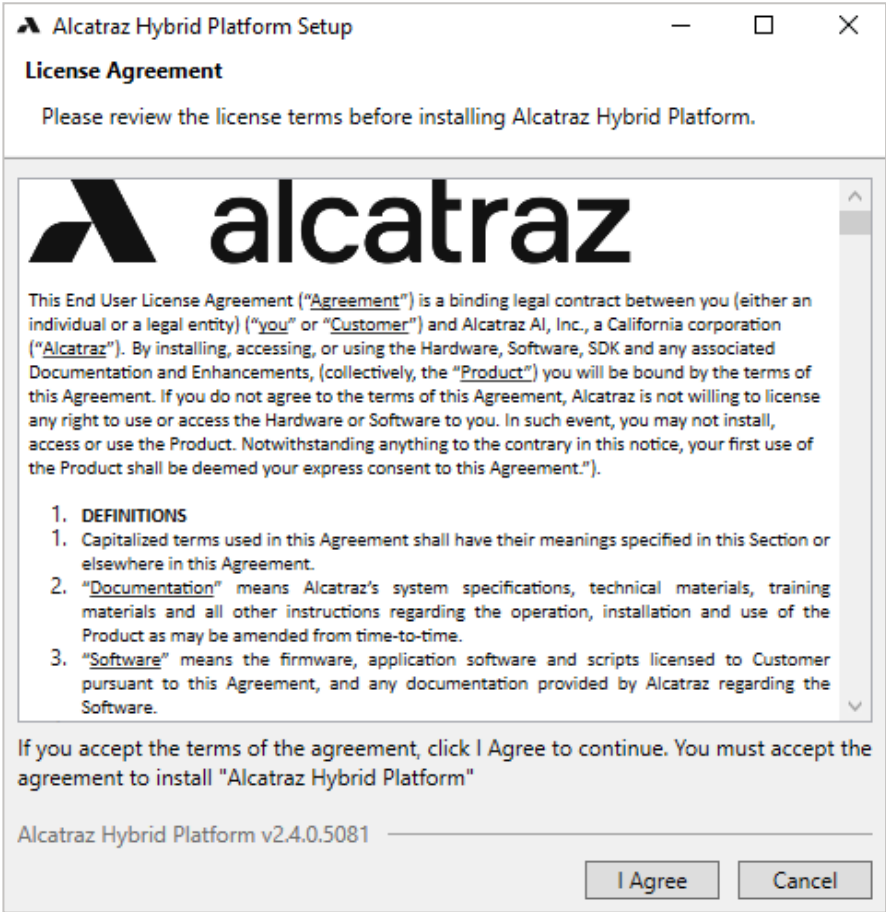 Alcatraz Hybrid Platform Setup
License Agreement
Please review the license terms before installing Alcatraz Hybrid Platform.
alcatraz
This End User License Agreement (“Agreement”) is a binding legal contract between you (either an
individual or a legal entity) (“you” or “Customer”) and Alcatraz AI, Inc., a California corporation
(“Alcatraz”). By installing, accessing, or using the Hardware, Software, SDK and any associated
Documentation and Enhancements, (collectively, the “Product”) you will be bound by the terms of
this Agreement. If you do not agree to the terms of this Agreement, Alcatraz is not willing to license
any right to use or access the Hardware or Software to you. In such event, you may not install,
access or use the Product. Notwithstanding anything to the contrary in this notice, your first use of
the Product shall be deemed your express consent to this Agreement.”).
1. DEFINITIONS
1. Capitalized terms used in this Agreement shall have their meanings specified in this Section or
elsewhere in this Agreement.
2. “Documentation” means Alcatraz’s system specifications, technical materials, training
materials and all other instructions regarding the operation, installation and use of the
Product as may be amended from time-to-time.
3. “Software” means the firmware, application software and scripts licensed to Customer
pursuant to this Agreement, and any documentation provided by Alcatraz regarding the
Software.
If you accept the terms of the agreement, click I Agree to continue. You must accept the
agreement to install "Alcatraz Hybrid Platform"
Alcatraz Hybrid Platform v2.4.0.5081
I Agree
Cancel